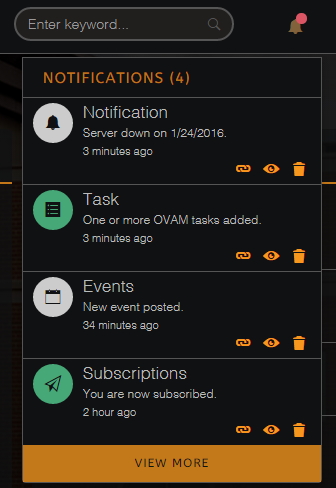 Enter keyword...
NOTIFICATIONS (4)
Notification
Server down on 1/24/2016.
3 minutes ago
Task
One or more OVAM tasks added.
3 minutes ago
Events
New event posted.
34 minutes ago
Subscriptions
You are now subscribed.
2 hour ago
VIEW MORE